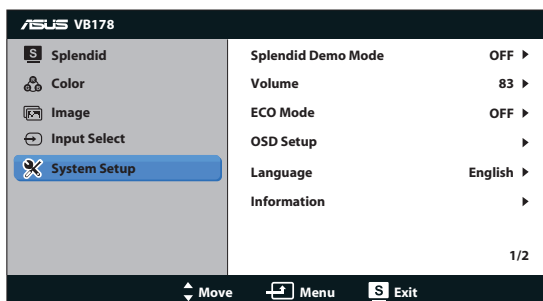 ASUS VB178
S Splendid
Color
Image
Input Select
System Setup
Splendid Demo Mode OFF
Volume 83
ECO Mode OFF
OSD Setup
Language English
Information
1/2
Move Menu S Exit